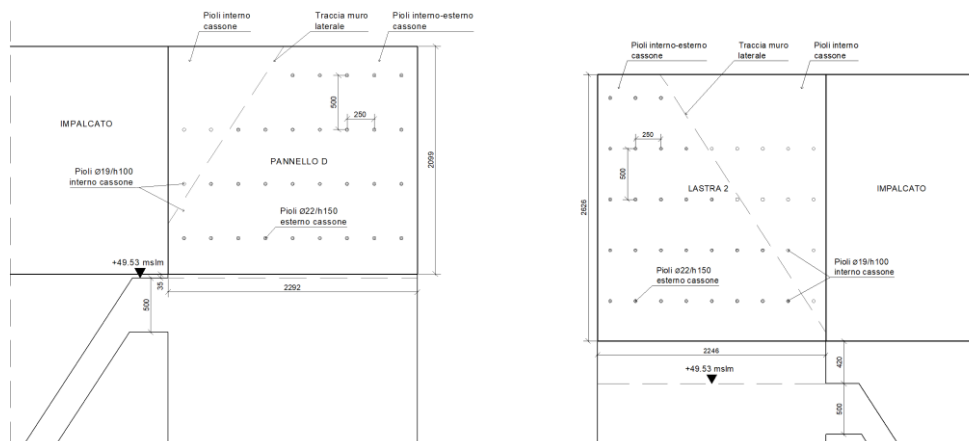 Pioli interno
cassone
Traccia muro
laterale
Pioli interno-esterno
cassone
IMPALCATO
500
250
PANNELLO D
2099
Pioli Ø19/h100
interno cassone
Pioli Ø22/h150
esterno cassone
+49.53 mslm
35
2292
500
Pioli interno-esterno
cassone
Traccia muro
laterale
Pioli interno
cassone
250
500
2626
LASTRA 2
IMPALCATO
Pioli Ø22/h150
esterno cassone
Pioli Ø19/h100
interno cassone
2246
+49.53 mslm
420
500